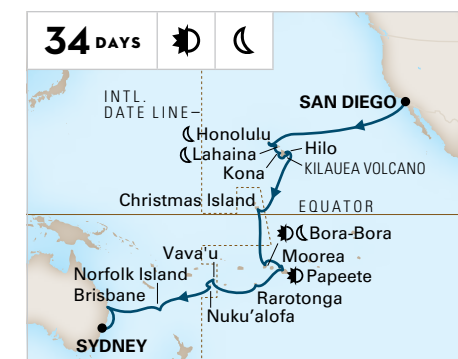 34 DAYS
INTL.
DATE LINE
SAN DIEGO
Honolulu
Lahaina
Hilo
Kona
KILAUEA VOLCANO
Christmas Island
EQUATOR
Bora-Bora
Moorea
Vava'u
Papeete
Norfolk Island
Brisbane
Rarotonga
Nuku'alofa
SYDNEY